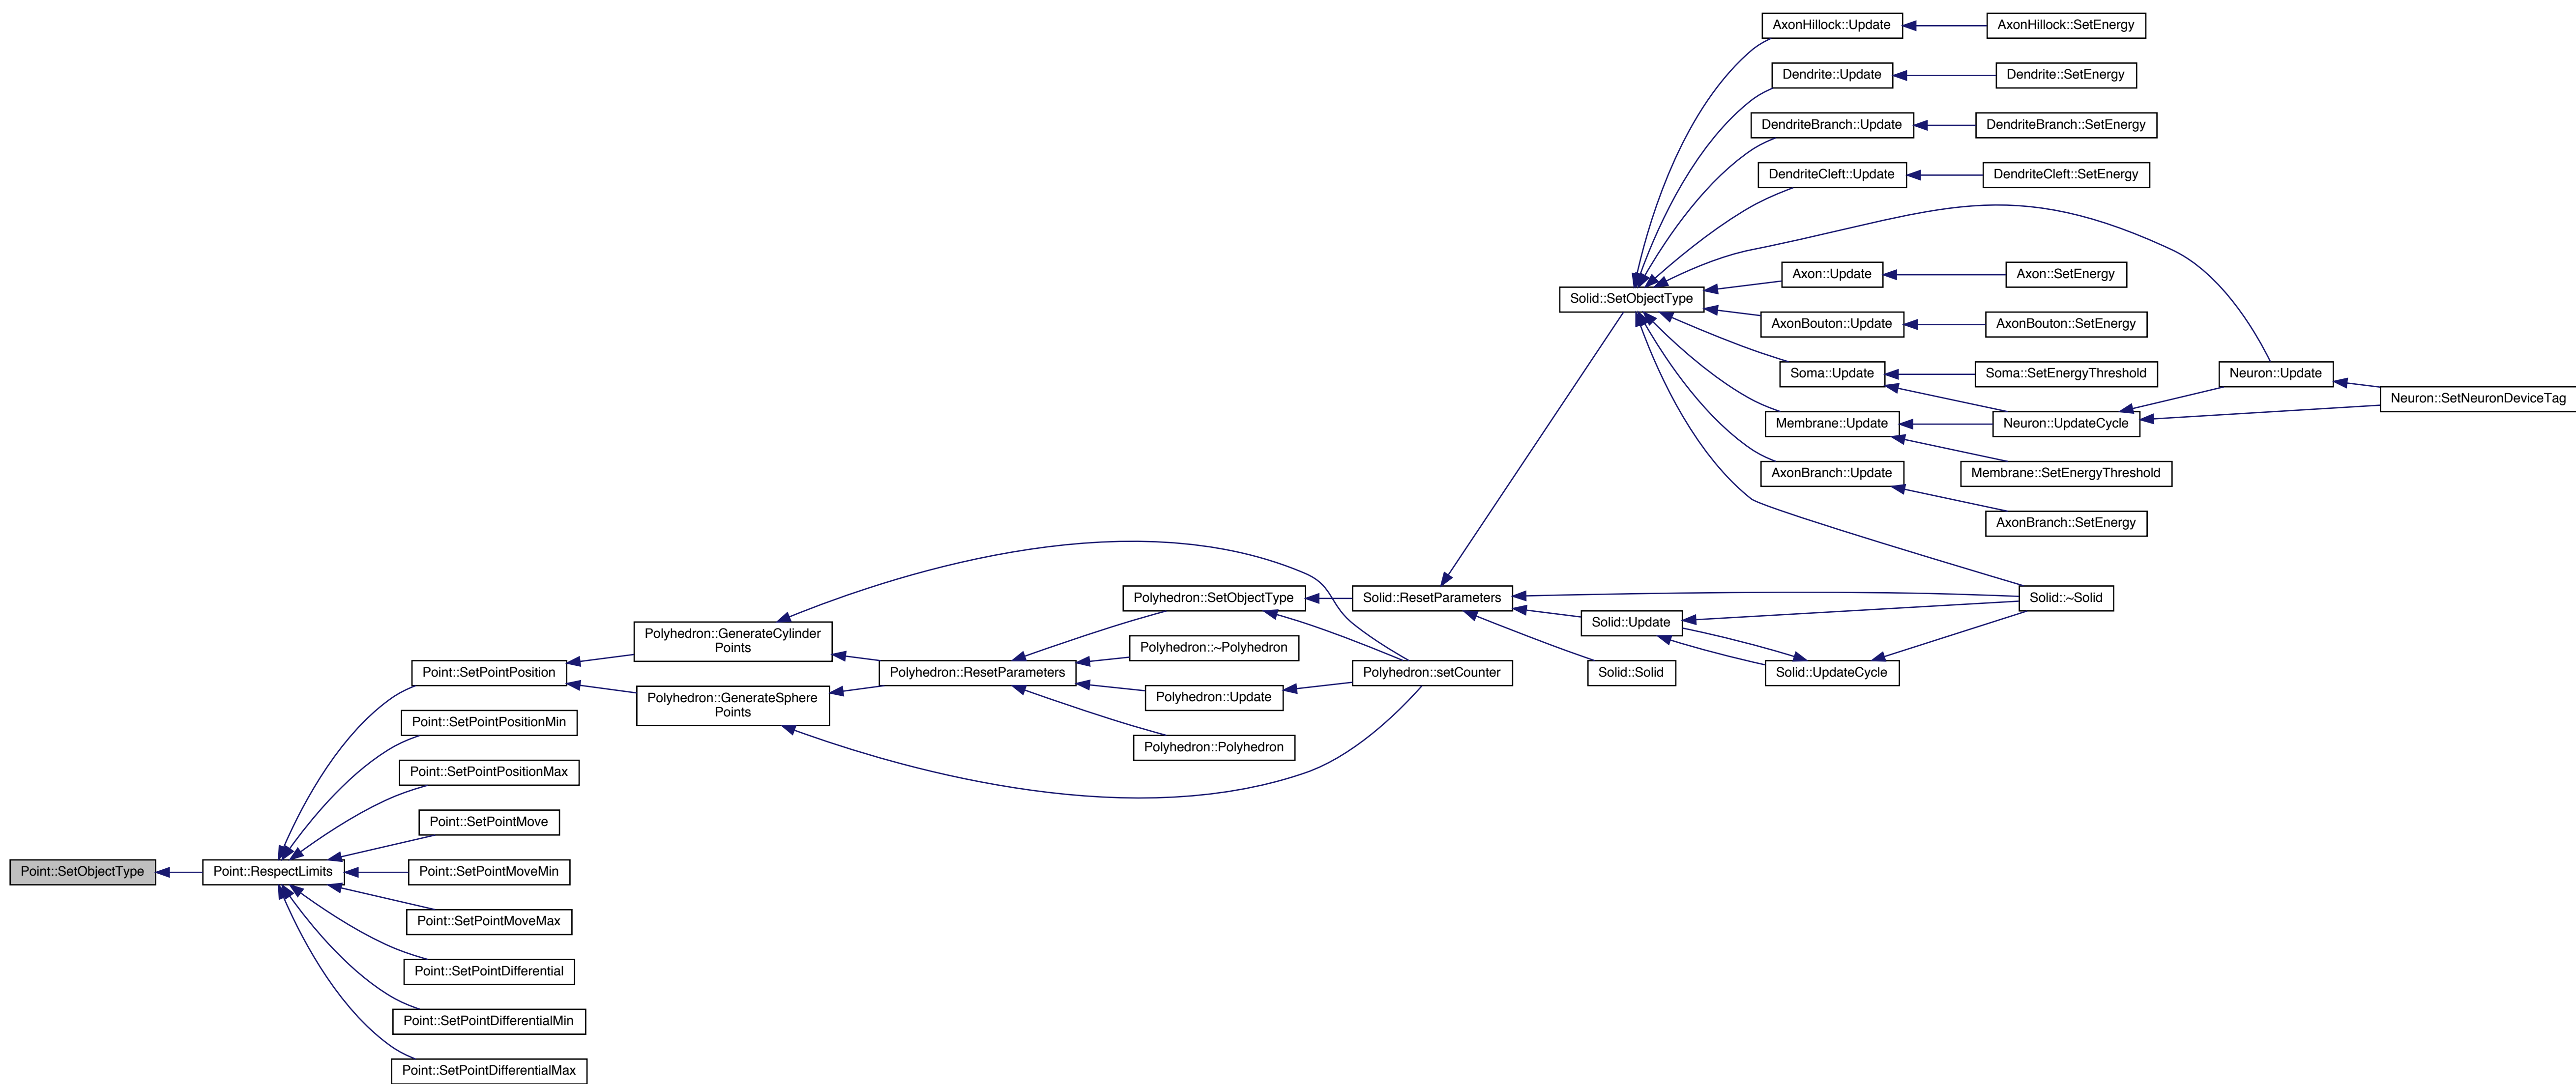 AxonHillock::Update
AxonHillock::SetEnergy
Dendrite::Update
Dendrite::SetEnergy
DendriteBranch::Update
DendriteBranch::SetEnergy
DendriteCleft::Update
DendriteCleft::SetEnergy
Axon::Update
Axon::SetEnergy
Solid::SetObjectType
AxonBouton::Update
AxonBouton::SetEnergy
Soma::Update
Soma::SetEnergyThreshold
Neuron::Update
Neuron::SetNeuronDeviceTag
Membrane::Update
Neuron::UpdateCycle
AxonBranch::Update
Membrane::SetEnergyThreshold
AxonBranch::SetEnergy
Polyhedron::SetObjectType
Solid::ResetParameters
Solid::~Solid
Solid::Update
Polyhedron::GenerateCylinder
Points
Polyhedron::~Polyhedron
Point::SetPointPosition
Polyhedron::ResetParameters
Polyhedron::setCounter
Solid::Solid
Solid::UpdateCycle
Polyhedron::GenerateSphere
Points
Polyhedron::Update
Point::SetPointPositionMin
Polyhedron::Polyhedron
Point::SetPointPositionMax
Point::SetPointMove
Point::SetObjectType
Point::RespectLimits
Point::SetPointMoveMin
Point::SetPointMoveMax
Point::SetPointDifferential
Point::SetPointDifferentialMin
Point::SetPointDifferentialMax